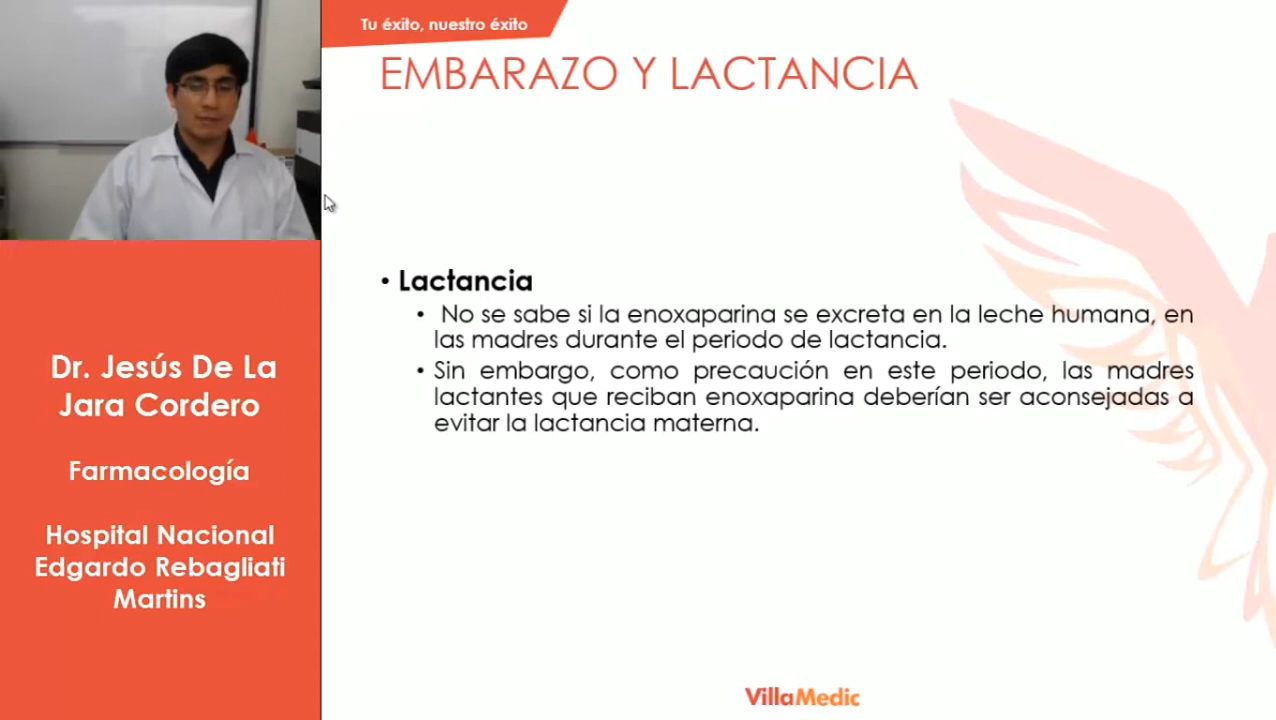 Tu éxito, nuestro éxito
EMBARAZO Y LACTANCIA
• Lactancia
• No se sabe si la enoxaparina se excreta en la leche humana, en
las madres durante el periodo de lactancia.
• Sin embargo, como precaución en este periodo, las madres
lactantes que reciban enoxaparina deberían ser aconsejadas a
evitar la lactancia materna.
Dr. Jesús De La
Jara Cordero
Farmacología
Hospital Nacional
Edgardo Rebagliati
Martins
VillaMedic